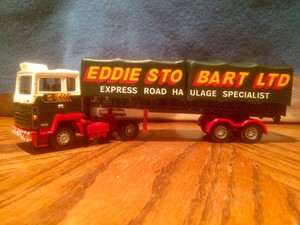 EDDIE STO BART LTD
EXPRESS ROAD HA ULAGE SPECIALIST